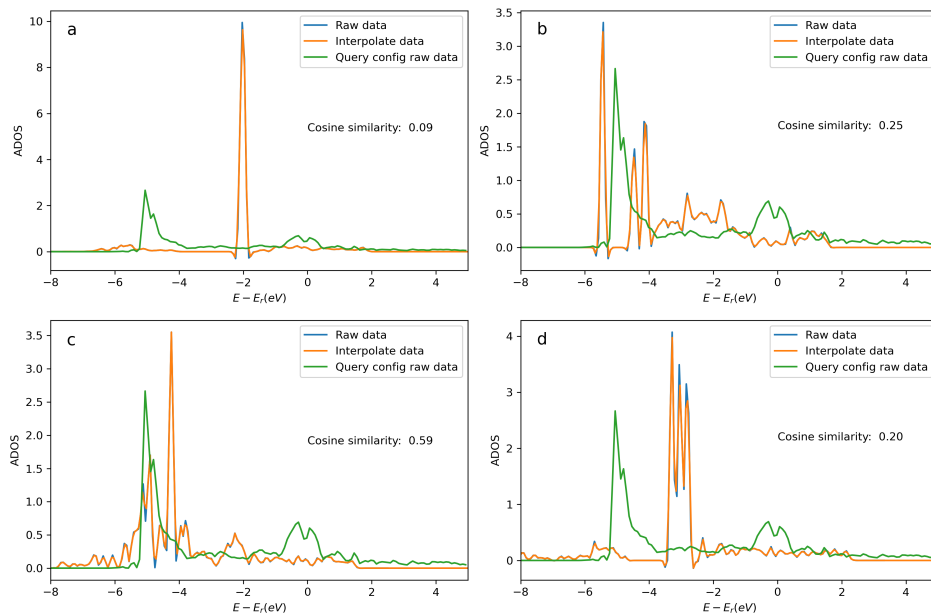 a
Raw data
Interpolate data
Query config raw data
Cosine similarity: 0.09
ADOS
10
8
6
4
2
0
−8 −6 −4 −2 0 2 4
E − E_r(eV)
b
Raw data
Interpolate data
Query config raw data
Cosine similarity: 0.25
ADOS
3.5
3.0
2.5
2.0
1.5
1.0
0.5
0.0
−8 −6 −4 −2 0 2 4
E − E_r(eV)
c
Raw data
Interpolate data
Query config raw data
Cosine similarity: 0.59
ADOS
3.5
3.0
2.5
2.0
1.5
1.0
0.5
0.0
−8 −6 −4 −2 0 2 4
E − E_r(eV)
d
Raw data
Interpolate data
Query config raw data
Cosine similarity: 0.20
ADOS
4
3
2
1
0
−8 −6 −4 −2 0 2 4
E − E_r(eV)